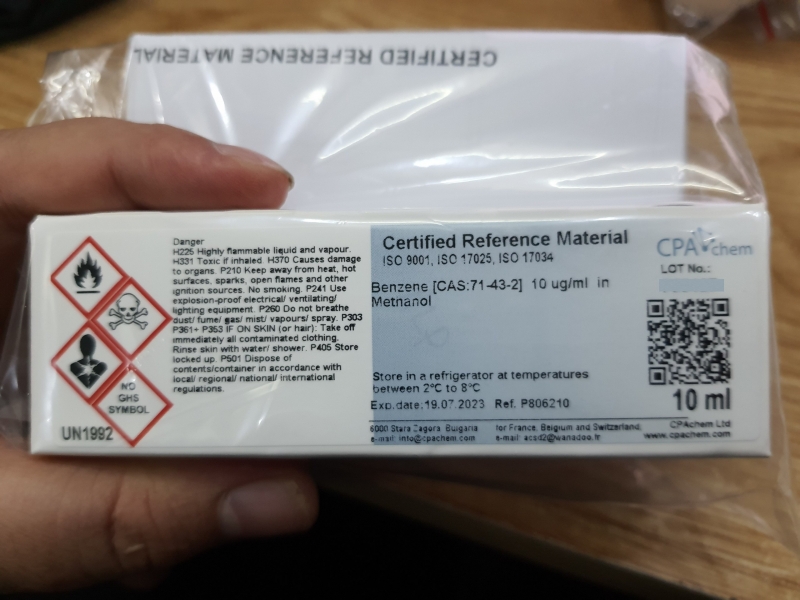 CERTIFIED REFERENCE MATERIAL
Danger
H225 Highly flammable liquid and vapour.
H331 Toxic if inhaled H370 Causes damage
to organs. P210 Keep away from heat, hot
surfaces, sparks, open flames and other
ignition sources. No smoking. P241 Use
explosion-proof electrical/ ventilating/
lighting equipment. P260 Do not breathe
dust/ fume/ gas/ mist/ vapours/ spray. P303
P361+ P353 IF ON SKIN (or hair): Take off
immediately all contaminated clothing.
Rinse skin with water/ shower. P405 Store
locked up. P501 Dispose of
contents/container in accordance with
local/ regional/ national/ international
regulations.
NO
GHS
SYMBOL
UN1992
Certified Reference Material
ISO 9001, ISO 17025, ISO 17034
Benzene [CAS:71-43-2] 10 ug/ml in
Metnanol
Store in a refrigerator at temperatures
between 2°C to 8°C
Exp.date:19.07.2023 Ref. P806210
6000 Stara Zagora, Bulgaria
e-mail: info@cpachem.com
for France, Belgium and Switzerland,
e-mail: acsd2@wanadoo.fr
CPAchem
LOT No.:
10 ml
CPAchem Ltd
www.cpachem.com